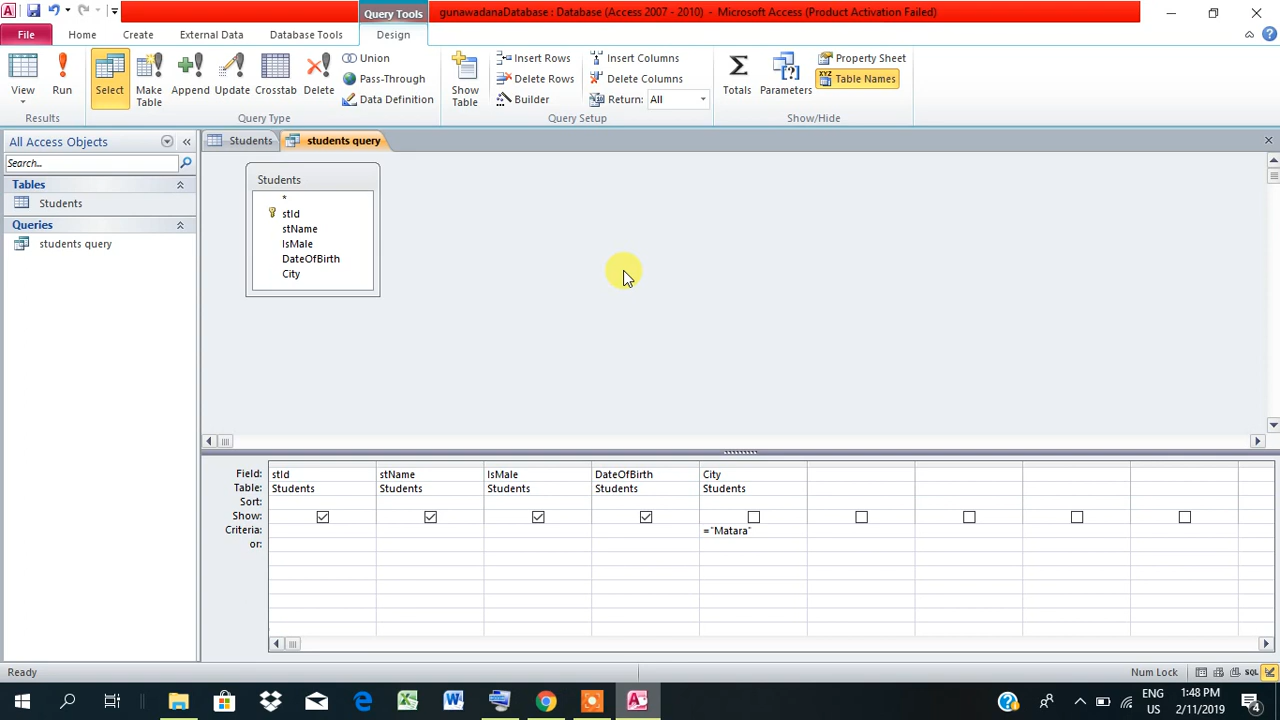 Query Tools
gunawadanaDatabase : Database (Access 2007 - 2010) - Microsoft Access (Product Activation Failed)
File Home Create External Data Database Tools Design
View
Run
Select
Make Table
Append
Update
Crosstab
Delete
Union
Pass-Through
Data Definition
Show Table
Insert Rows
Delete Rows
Builder
Insert Columns
Delete Columns
Return: All
Totals
Parameters
Property Sheet
XYZ Table Names
Results
Query Type
Query Setup
Show/Hide
All Access Objects
Search...
Tables
Students
Queries
students query
Students
students query
Students
*
stId
stName
IsMale
DateOfBirth
City
Field: stId stName IsMale DateOfBirth City
Table: Students Students Students Students Students
Sort:
Show:
Criteria: ="Matara"
or:
Ready
Num Lock
SQL
ENG
US
1:48 PM
2/11/2019
4